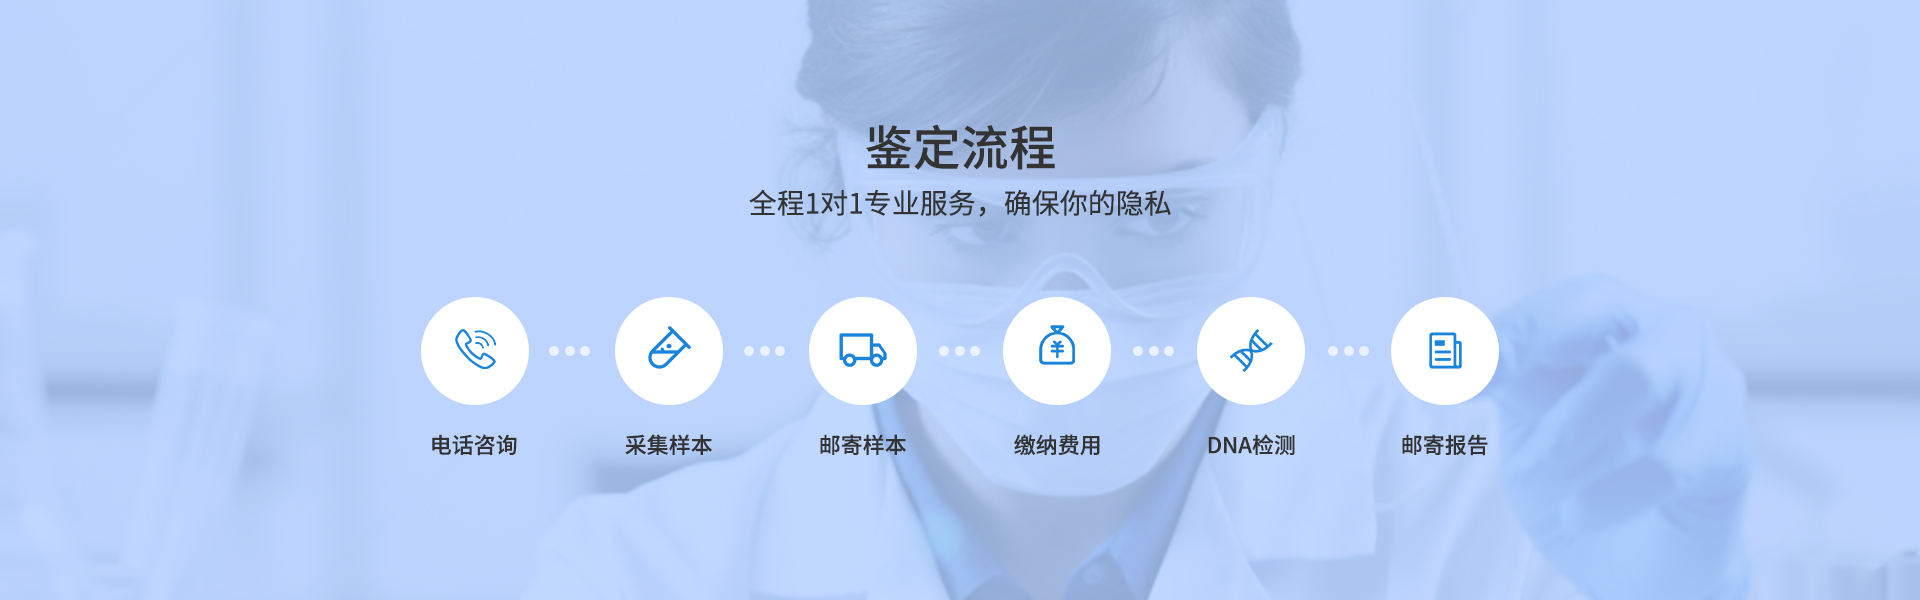 鉴定流程
全程1对1专业服务，确保你的隐私
电话咨询
采集样本
邮寄样本
缴纳费用
DNA检测
邮寄报告